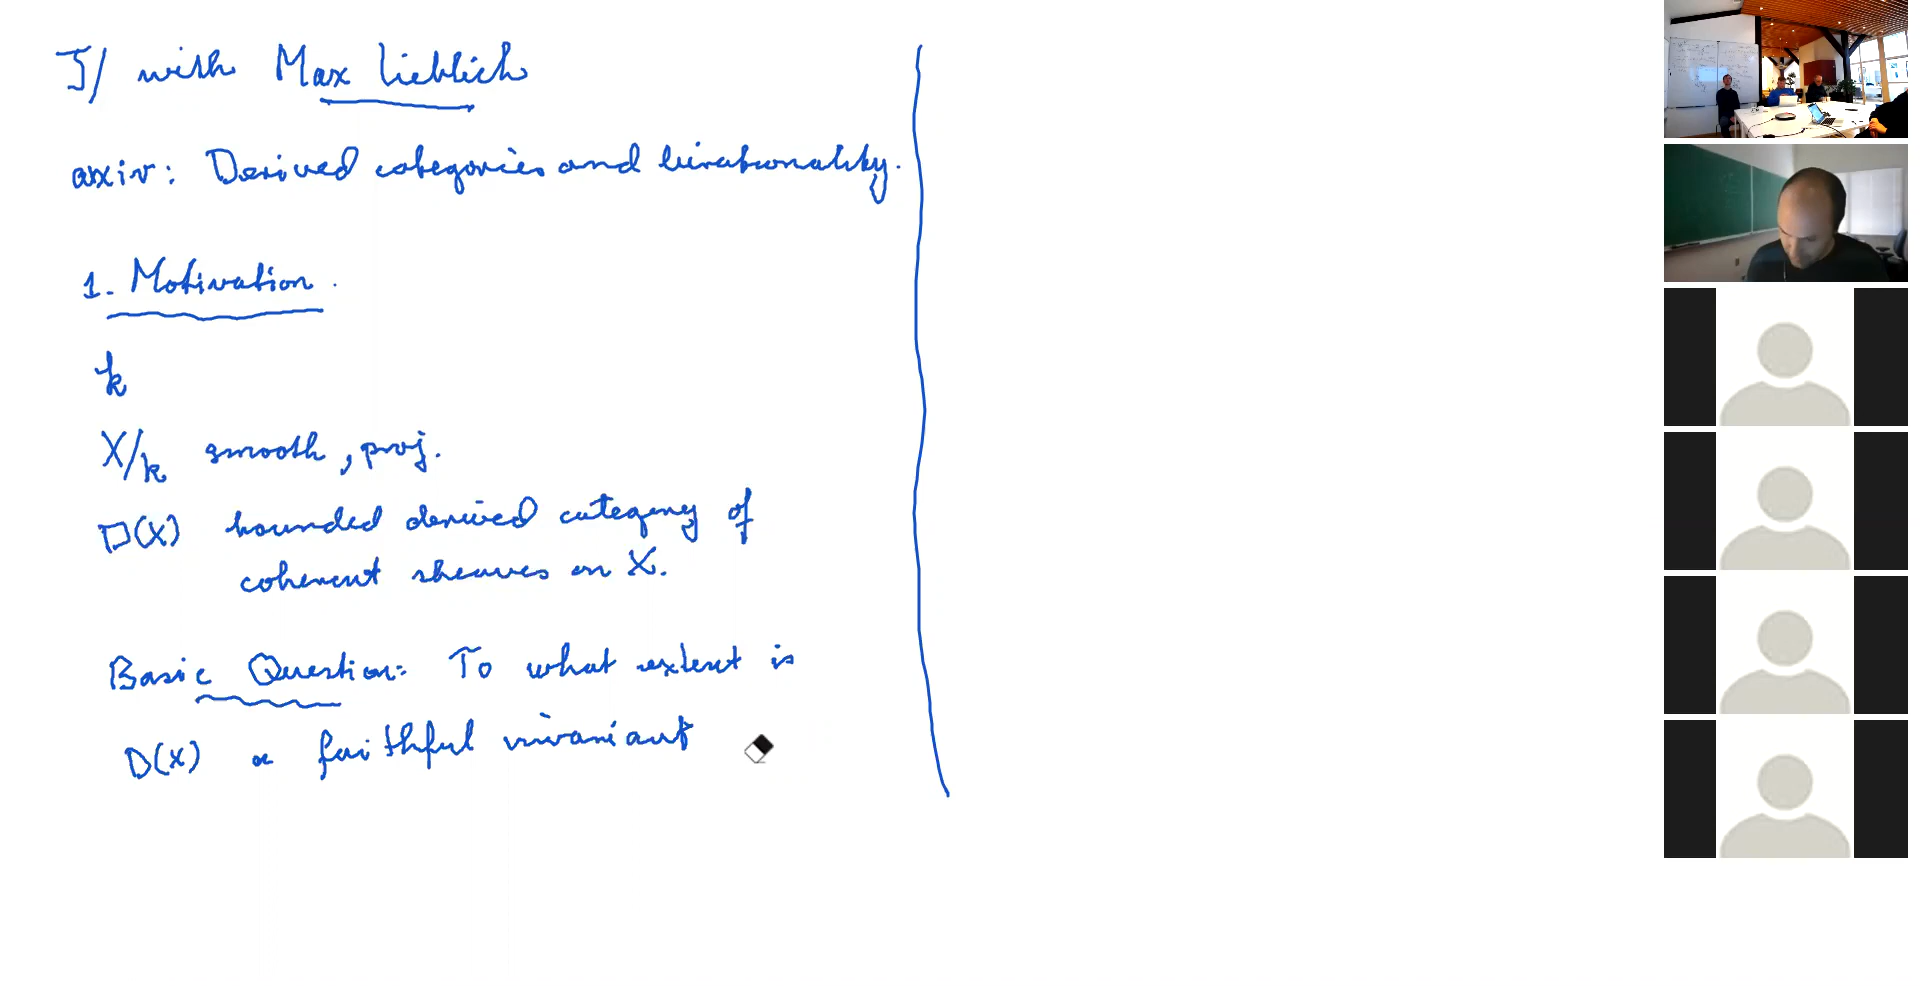 J/ with Max Lieblich
arxiv: Derived categories and birationality.
1. Motivation.
k
X/k smooth, proj.
D(X) bounded derived category of
coherent sheaves on X.
Basic Question: To what extent is
D(X) a faithful invariant